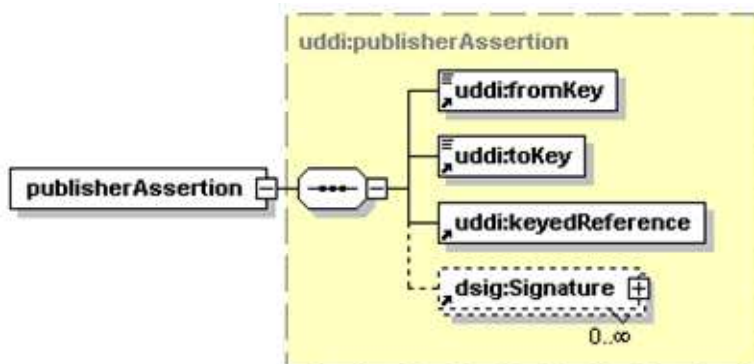 uddi:publisherAssertion
uddi:fromKey
uddi:toKey
publisherAssertion
uddi:keyedReference
dsig:Signature
0..∞